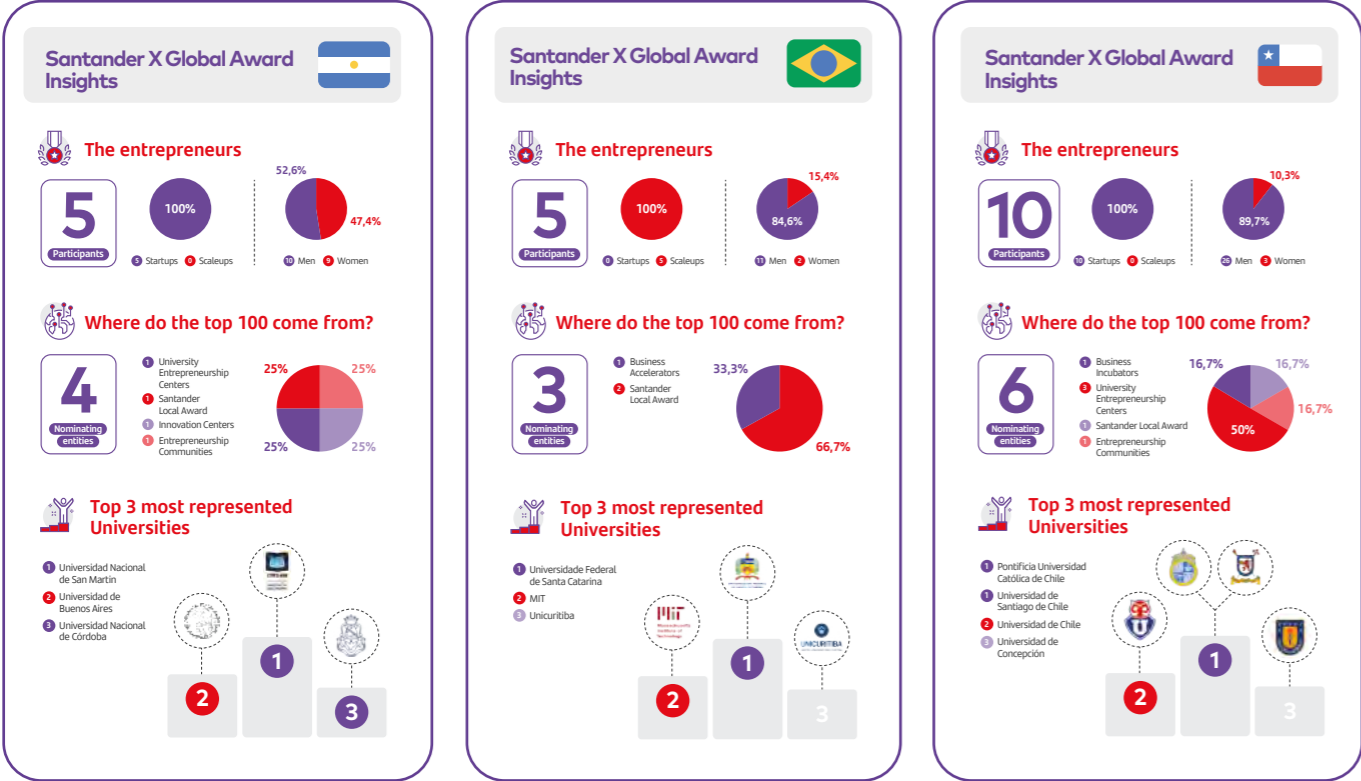 Santander X Global Award
Insights
The entrepreneurs
5
Participants
100%
5 Startups 0 Scaleups
52,6%
47,4%
10 Men 9 Women
Where do the top 100 come from?
4
Nominating
entities
1 University
Entrepreneurship
Centers
1 Santander
Local Award
1 Innovation Centers
1 Entrepreneurship
Communities
25%
25%
25%
25%
Top 3 most represented
Universities
1 Universidad Nacional
de San Martin
2 Universidad de
Buenos Aires
3 Universidad Nacional
de Córdoba
1
2
3
Santander X Global Award
Insights
The entrepreneurs
5
Participants
100%
0 Startups 5 Scaleups
15,4%
84,6%
11 Men 2 Women
Where do the top 100 come from?
3
Nominating
entities
1 Business
Accelerators
2 Santander
Local Award
33,3%
66,7%
Top 3 most represented
Universities
1 Universidade Federal
de Santa Catarina
2 MIT
3 Unicuritiba
Massachusetts
Institute of
Technology
UNICURITIBA
1
2
3
Santander X Global Award
Insights
The entrepreneurs
10
Participants
100%
10 Startups 0 Scaleups
10,3%
89,7%
26 Men 3 Women
Where do the top 100 come from?
6
Nominating
entities
1 Business
Incubators
3 University
Entrepreneurship
Centers
1 Santander Local Award
1 Entrepreneurship
Communities
16,7%
16,7%
16,7%
50%
Top 3 most represented
Universities
1 Pontificia Universidad
Católica de Chile
1 Universidad de
Santiago de Chile
2 Universidad de Chile
3 Universidad de
Concepción
1
2
3